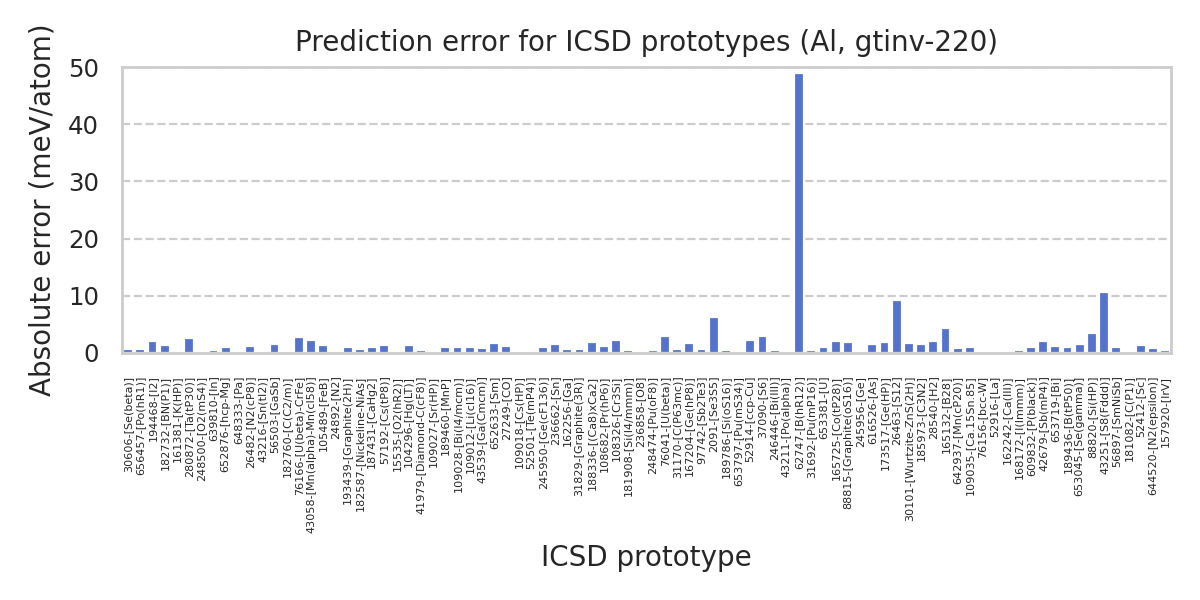 Prediction error for ICSD prototypes (Al, gtinv-220)
Absolute error (meV/atom)
50
40
30
20
10
0
306066-[Se(beta)]
656457-[Po(hR1)]
194468-[I2]
182732-[BN(P1)]
16381-[K(HP)]
280872-[Ta(tP30)]
248500-[O2(mS4)]
639810-[In]
652876-[hcp-Mg]
26482-[N2(cP8)]
648333-[Pa]
43216-[Sn(tI2)]
56503-[GaSb]
182760-[C(C2/m)]
76166-[U(beta)-CrFe]
43058-[Mn(alpha)-Mn(cI58)]
105489-[FeB]
24892-[N2]
193439-[Graphite(2H)]
182587-[Nickeline-NiAs]
187431-[CaHg2]
57192-[Cs(tP8)]
15535-[O2(hR2)]
104296-[Hg(LT)]
41979-[Diamond-C(cF8)]
109027-[Sr(HP)]
189460-[MnP]
109028-[Bi(I4/mcm)]
109012-[Li(cI16)]
43539-[Ga(Cmcm)]
652633-[Sm]
27249-[CO]
109018-[Cs(HP)]
52501-[Te(mP4)]
245950-[Ge(cF136)]
236662-[Sn]
162256-[Ga]
31829-[Graphite(3R)]
188336-[(Ca8)xCa2]
108682-[Pr(hP6)]
108326-[Cr3Si]
181908-[Si(I4/mmm)]
236858-[O8]
248474-[Pu(oF8)]
76041-[U(beta)]
31170-[C(P63mc)]
167204-[Ge(hP8)]
97742-[Sb2Te3]
2091-[Se3S5]
189786-[Si(oS16)]
653797-[Pu(mS34)]
52914-[ccp-Cu]
37090-[S6]
246446-[Bi(III)]
43211-[Po(alpha)]
62747-[B(hR12)]
31692-[Pu(mP16)]
653381-[U]
165725-[Co(tP28)]
88815-[Graphite(oS16)]
245956-[Ge]
616526-[As]
173517-[Ge(HP)]
26463-[S12]
30101-[Wurtzite-ZnS(2H)]
185973-[C3N2]
28540-[H2]
165132-[B28]
642937-[Mn(cP20)]
109035-[Ca.15Sn.85]
76156-[bcc-W]
52916-[La]
162242-[Ca(III)]
168172-[I(Immm)]
609832-[P(black)]
42679-[Sb(mP4)]
653719-[Bi]
189436-[B(tP50)]
653045-[Se(gamma)]
88820-[Si(HP)]
43251-[S8(Fddd)]
56897-[SmNiSb]
181082-[C(P1)]
52412-[Sc]
644520-[N2(epsilon)]
157920-[IrV]
ICSD prototype